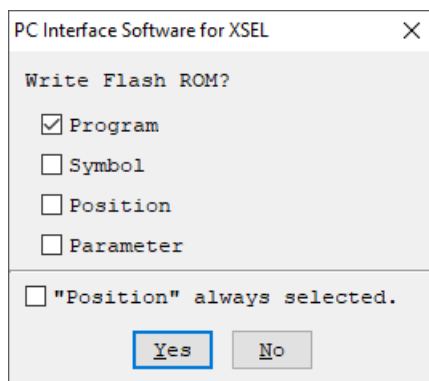 PC Interface Software for XSEL
Write Flash ROM?
Program
Symbol
Position
Parameter
"Position" always selected.
Yes No